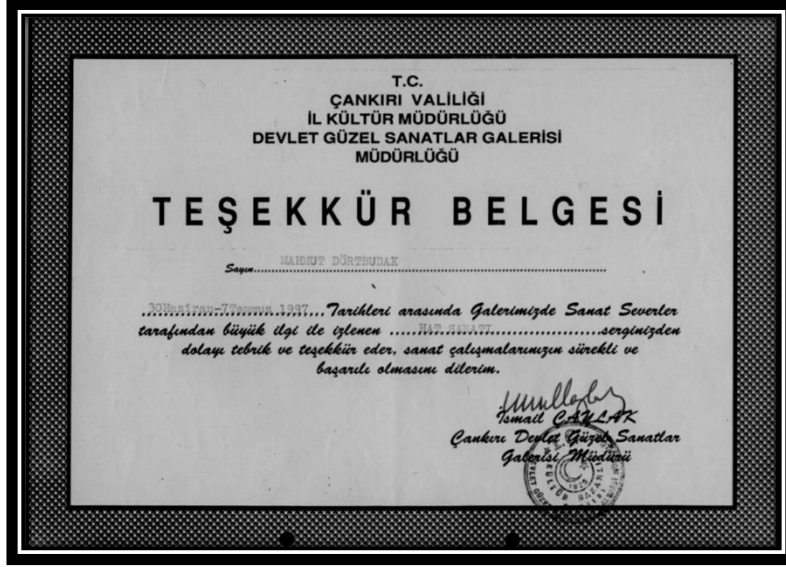 T.C.
ÇANKIRI VALİLİĞİ
İL KÜLTÜR MÜDÜRLÜĞÜ
DEVLET GÜZEL SANATLAR GALERİSİ
MÜDÜRLÜĞÜ
TEŞEKKÜR BELGESİ
Sayın..........MAHMUT DÖRTBUDAK..........
..30Haziran-7Temmuz 1997...Tarihleri arasında Galerimizde Sanat Severler
tarafından büyük ilgi ile izlenen .....HAT SANATI..................serginizden
dolayı tebrik ve teşekkür eder, sanat çalışmalarınızın sürekli ve
başarılı olmasını dilerim.
İsmail ÇAYLAK
Çankırı Devlet Güzel Sanatlar
Galerisi Müdürü